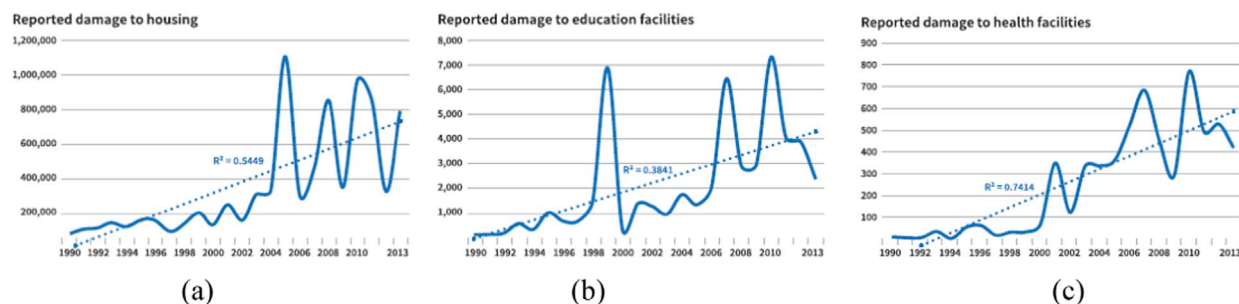 Reported damage to housing
1,200,000
1,000,000
800,000
600,000
400,000
200,000
R² = 0.5449
1990 1992 1994 1996 1998 2000 2001 2002 2004 2006 2008 2010 2013
(a)
Reported damage to education facilities
8,000
7,000
6,000
5,000
4,000
3,000
2,000
1,000
R² = 0.3841
1990 1992 1994 1996 1998 2000 2002 2004 2006 2008 2010 2013
(b)
Reported damage to health facilities
900
800
700
600
500
400
300
200
100
R² = 0.7414
1990 1992 1994 1996 1998 2000 2002 2004 2006 2010 2013
(c)